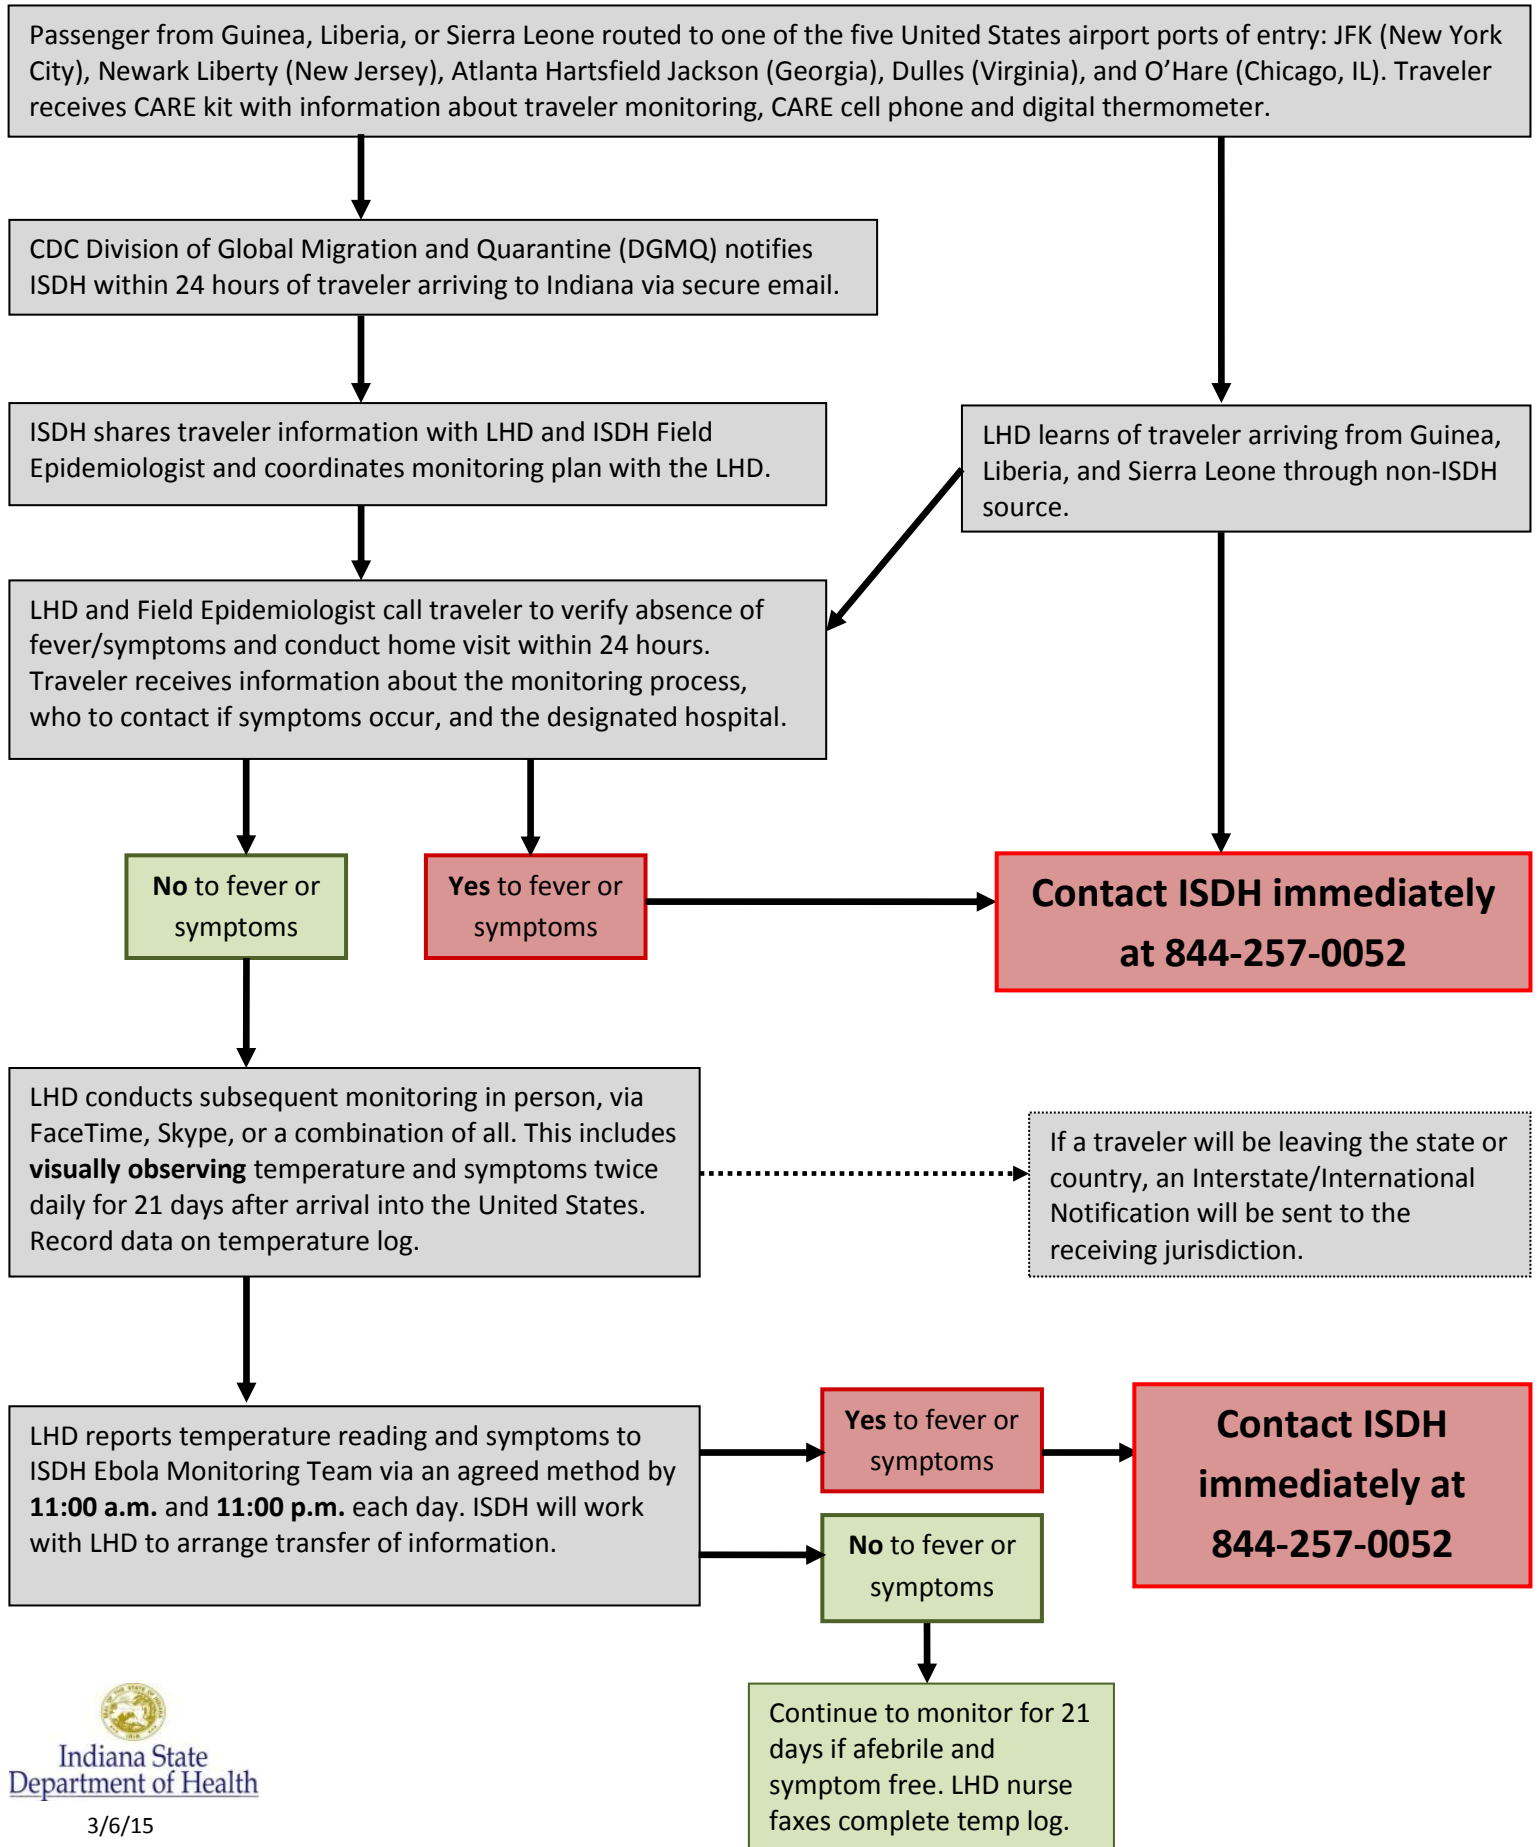 Passenger from Guinea, Liberia, or Sierra Leone routed to one of the five United States airport ports of entry: JFK (New York
City), Newark Liberty (New Jersey), Atlanta Hartsfield Jackson (Georgia), Dulles (Virginia), and O’Hare (Chicago, IL). Traveler
receives CARE kit with information about traveler monitoring, CARE cell phone and digital thermometer.
CDC Division of Global Migration and Quarantine (DGMQ) notifies
ISDH within 24 hours of traveler arriving to Indiana via secure email.
ISDH shares traveler information with LHD and ISDH Field
Epidemiologist and coordinates monitoring plan with the LHD.
LHD learns of traveler arriving from Guinea,
Liberia, and Sierra Leone through non-ISDH
source.
LHD and Field Epidemiologist call traveler to verify absence of
fever/symptoms and conduct home visit within 24 hours.
Traveler receives information about the monitoring process,
who to contact if symptoms occur, and the designated hospital.
No to fever or
symptoms
Yes to fever or
symptoms
Contact ISDH immediately
at 844-257-0052
LHD conducts subsequent monitoring in person, via
FaceTime, Skype, or a combination of all. This includes
visually observing temperature and symptoms twice
daily for 21 days after arrival into the United States.
Record data on temperature log.
If a traveler will be leaving the state or
country, an Interstate/International
Notification will be sent to the
receiving jurisdiction.
LHD reports temperature reading and symptoms to
ISDH Ebola Monitoring Team via an agreed method by
11:00 a.m. and 11:00 p.m. each day. ISDH will work
with LHD to arrange transfer of information.
Yes to fever or
symptoms
Contact ISDH
immediately at
844-257-0052
No to fever or
symptoms
Continue to monitor for 21
days if afebrile and
symptom free. LHD nurse
faxes complete temp log.
Indiana State
Department of Health
3/6/15